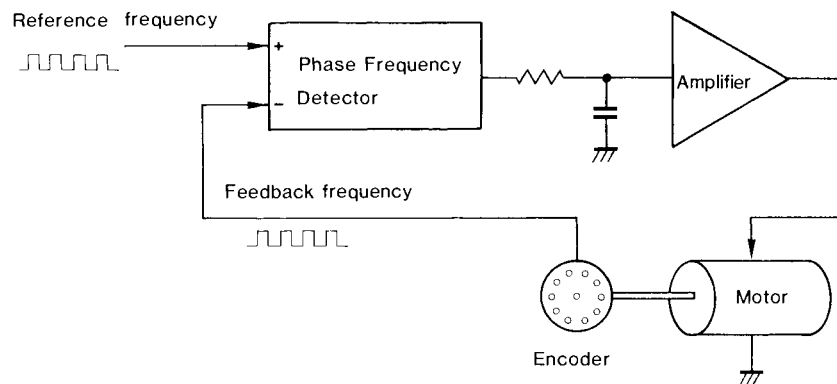 Reference frequency
+
Phase Frequency
Detector
−
Amplifier
Feedback frequency
Motor
Encoder